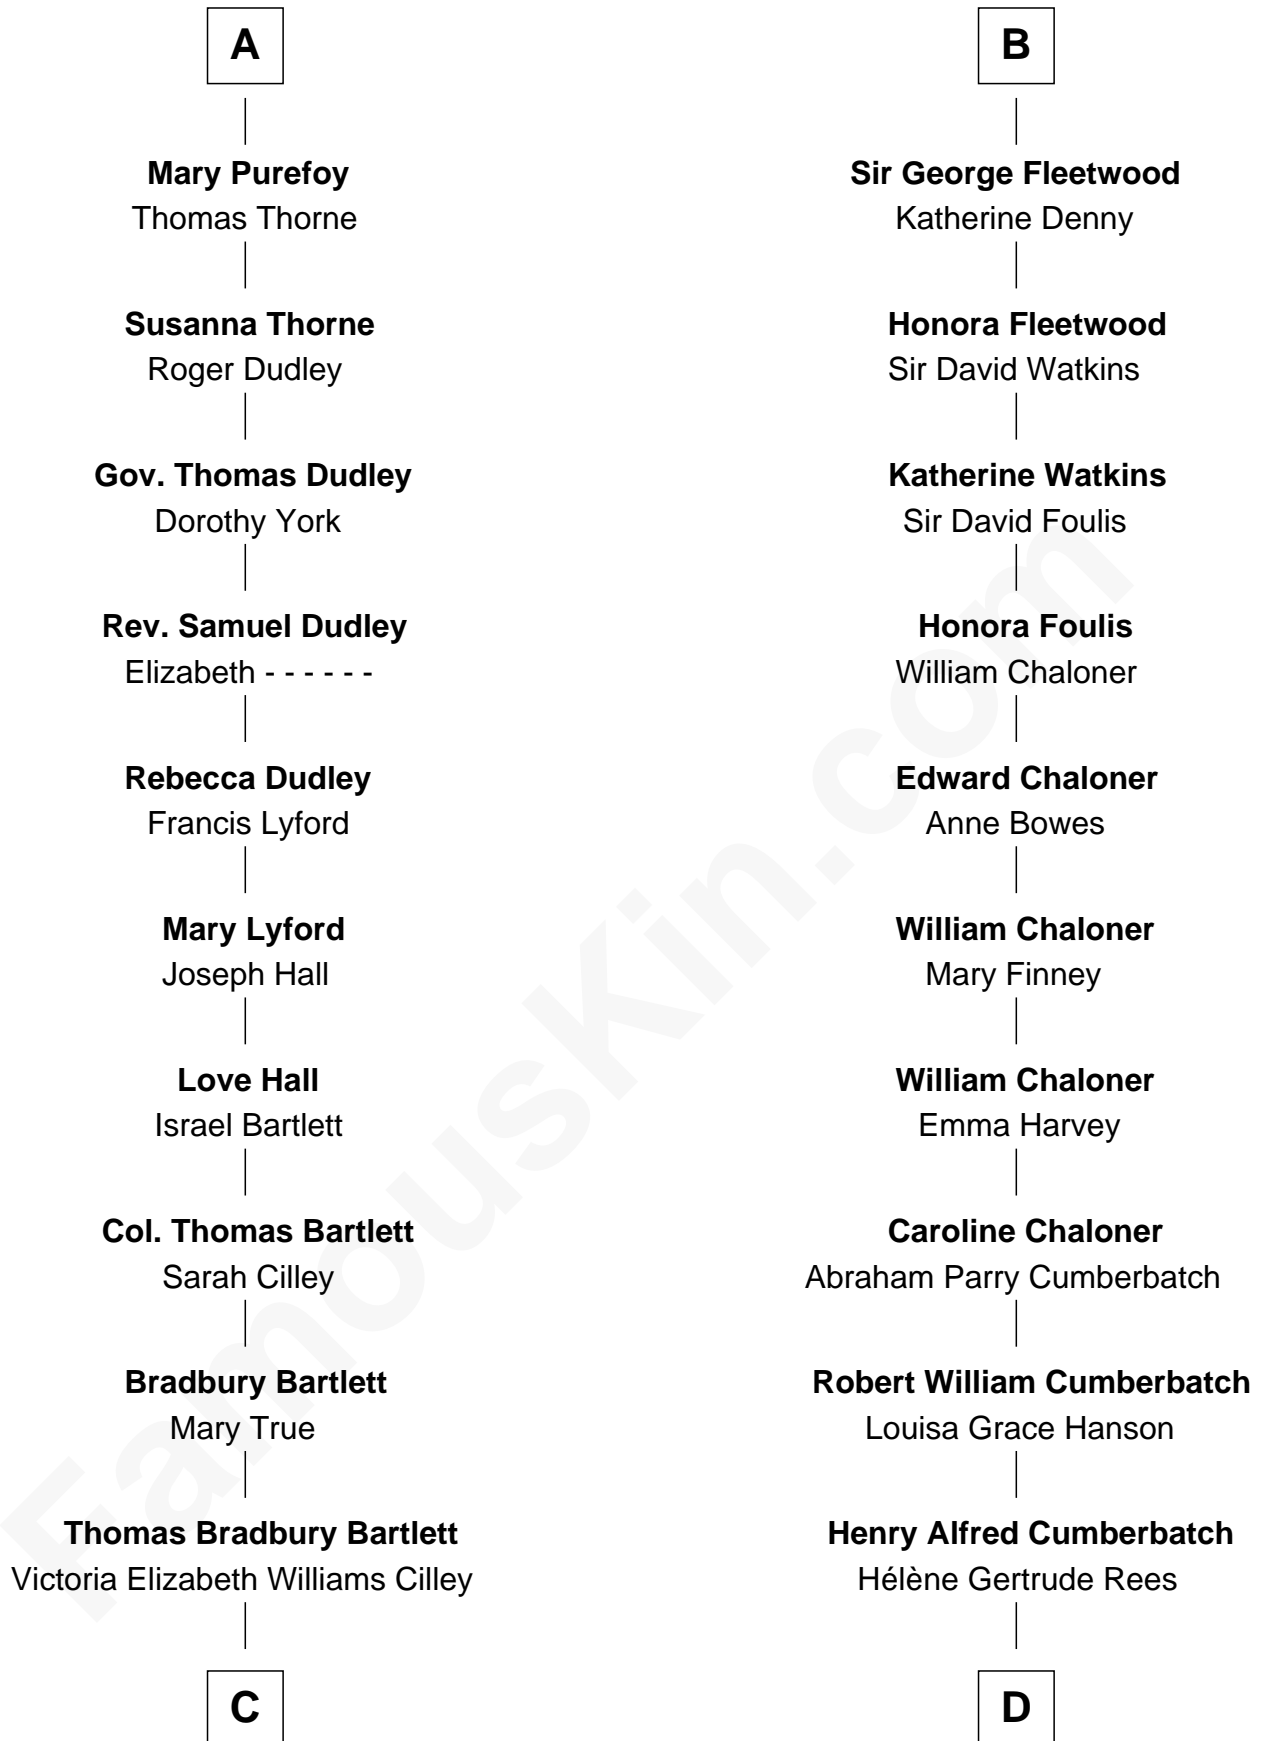 A
Mary Purefoy
Thomas Thorne
Susanna Thorne
Roger Dudley
Gov. Thomas Dudley
Dorothy York
Rev. Samuel Dudley
Elizabeth - - - - - -
Rebecca Dudley
Francis Lyford
Mary Lyford
Joseph Hall
Love Hall
Israel Bartlett
Col. Thomas Bartlett
Sarah Cilley
Bradbury Bartlett
Mary True
Thomas Bradbury Bartlett
Victoria Elizabeth Williams Cilley
C
B
Sir George Fleetwood
Katherine Denny
Honora Fleetwood
Sir David Watkins
Katherine Watkins
Sir David Foulis
Honora Foulis
William Chaloner
Edward Chaloner
Anne Bowes
William Chaloner
Mary Finney
William Chaloner
Emma Harvey
Caroline Chaloner
Abraham Parry Cumberbatch
Robert William Cumberbatch
Louisa Grace Hanson
Henry Alfred Cumberbatch
Hélène Gertrude Rees
D
FamousKin.com